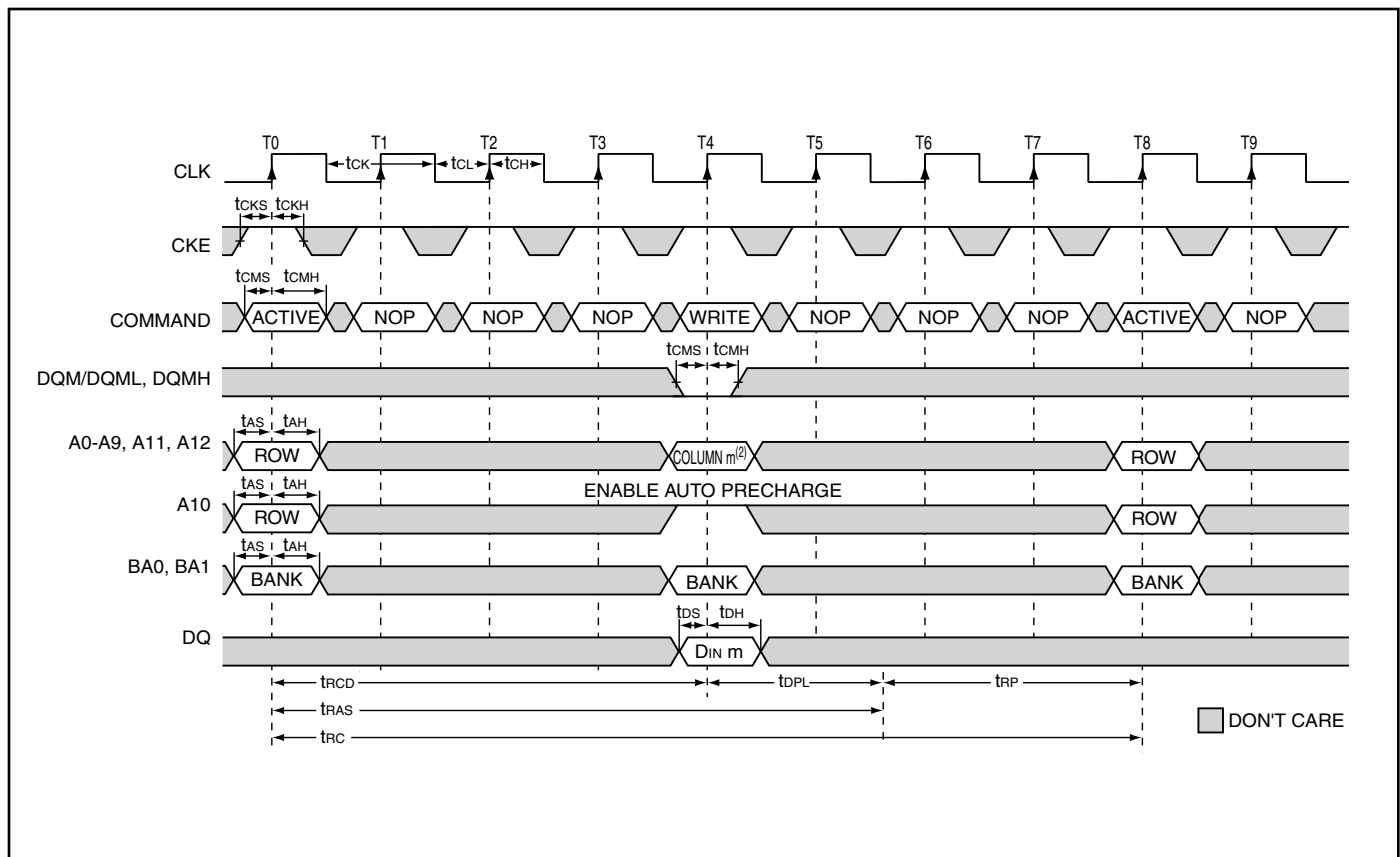 T0 T1 T2 T3 T4 T5 T6 T7 T8 T9
CLK tCK tCL tCH
tCKS tCKH
CKE
tCMS tCMH
COMMAND ACTIVE NOP NOP NOP WRITE NOP NOP NOP ACTIVE NOP
tCMS tCMH
DQM/DQML, DQMH
tAS tAH
A0-A9, A11, A12 ROW COLUMN m(2) ROW
tAS tAH ENABLE AUTO PRECHARGE
A10 ROW ROW
tAS tAH
BA0, BA1 BANK BANK BANK
tDS tDH
DQ DIN m
tRCD tDPL tRP
tRAS
DON'T CARE
tRC